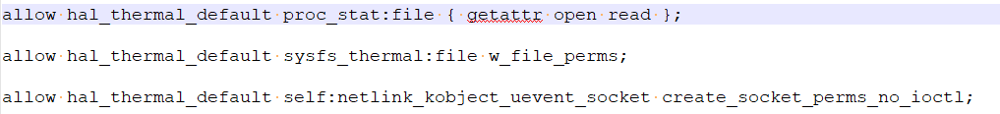 allow hal_thermal_default proc_stat:file { getattr open read };
allow hal_thermal_default sysfs_thermal:file w_file_perms;
allow hal_thermal_default self:netlink_kobject_uevent_socket create_socket_perms_no_ioctl;